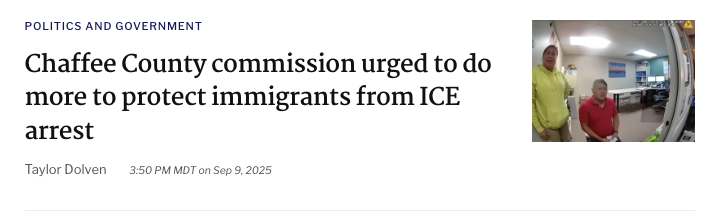 POLITICS AND GOVERNMENT
Chaffee County commission urged to do
more to protect immigrants from ICE
arrest
Taylor Dolven 3:50 PM MDT on Sep 9, 2025